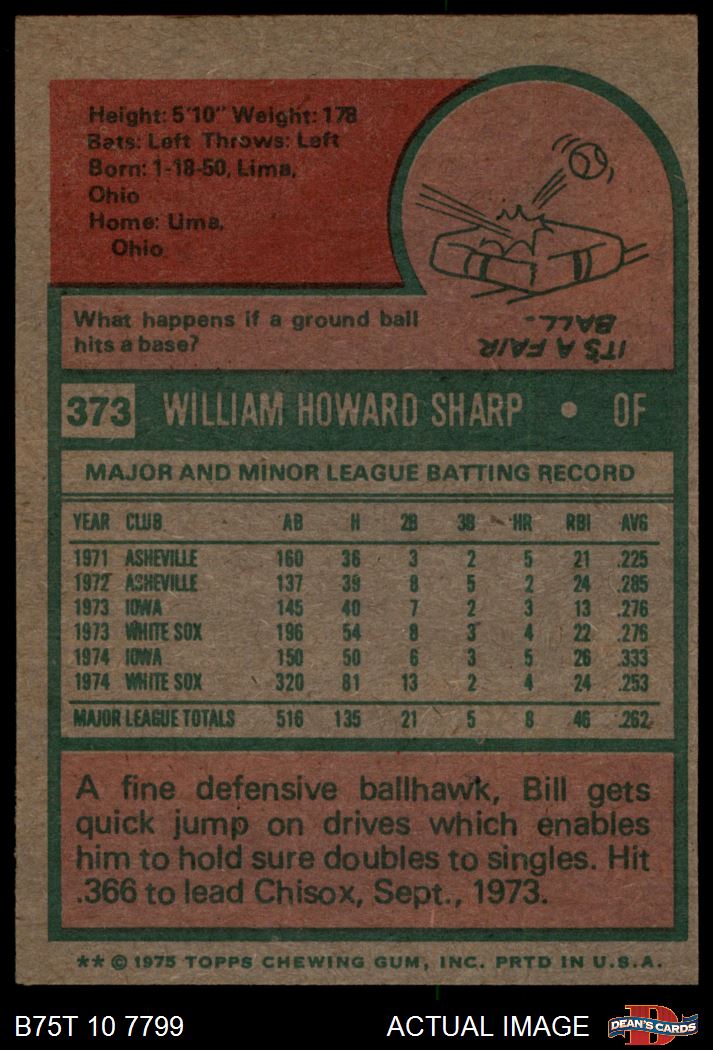 Height: 5'10" Weight: 178
Bats: Left Throws: Left
Born: 1-18-50, Lima,
Ohio
Home: Lima,
Ohio
What happens if a ground ball
hits a base?
IT'S A FAIR
BALL.
373 WILLIAM HOWARD SHARP • OF
MAJOR AND MINOR LEAGUE BATTING RECORD
YEAR CLUB AB H 2B 3B HR RBI AVG
1971 ASHEVILLE 160 36 3 2 5 21 .225
1972 ASHEVILLE 137 39 8 5 2 24 .285
1973 IOWA 145 40 7 2 3 13 .276
1973 WHITE SOX 196 54 8 3 4 22 .276
1974 IOWA 150 50 6 3 5 26 .333
1974 WHITE SOX 320 81 13 2 4 24 .253
MAJOR LEAGUE TOTALS 516 135 21 5 8 46 .262
A fine defensive ballhawk, Bill gets
quick jump on drives which enables
him to hold sure doubles to singles. Hit
.366 to lead Chisox, Sept., 1973.
** © 1975 TOPPS CHEWING GUM, INC. PRTD IN U.S.A.
B75T 10 7799 ACTUAL IMAGE D DEAN'S CARDS